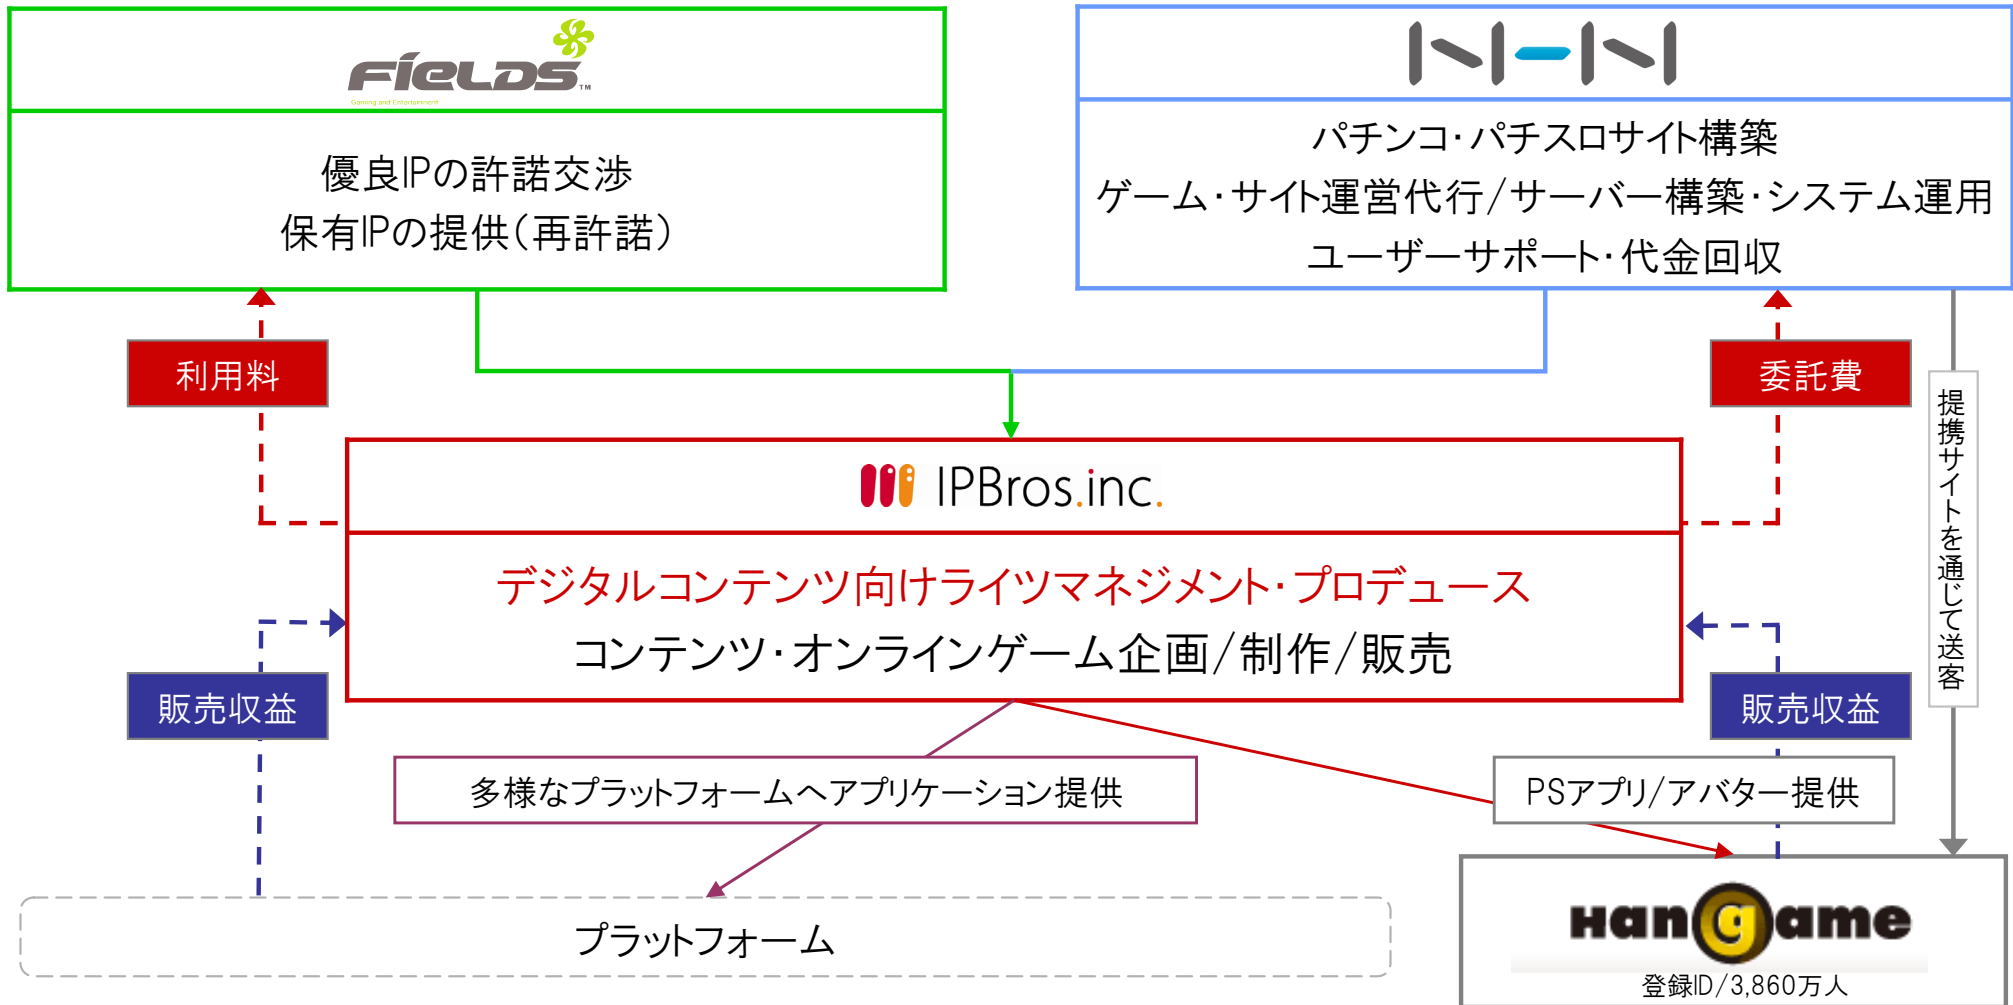 FIELDS™
Gaming and Entertainment
優良IPの許諾交渉
保有IPの提供(再許諾)
NHN
パチンコ・パチスロサイト構築
ゲーム・サイト運営代行/サーバー構築・システム運用
ユーザーサポート・代金回収
利用料
委託費
提携サイトを通じて送客
IPBros.inc.
デジタルコンテンツ向けライツマネジメント・プロデュース
コンテンツ・オンラインゲーム企画/制作/販売
販売収益
販売収益
多様なプラットフォームへアプリケーション提供
PSアプリ/アバター提供
プラットフォーム
Hangame
登録ID/3,860万人